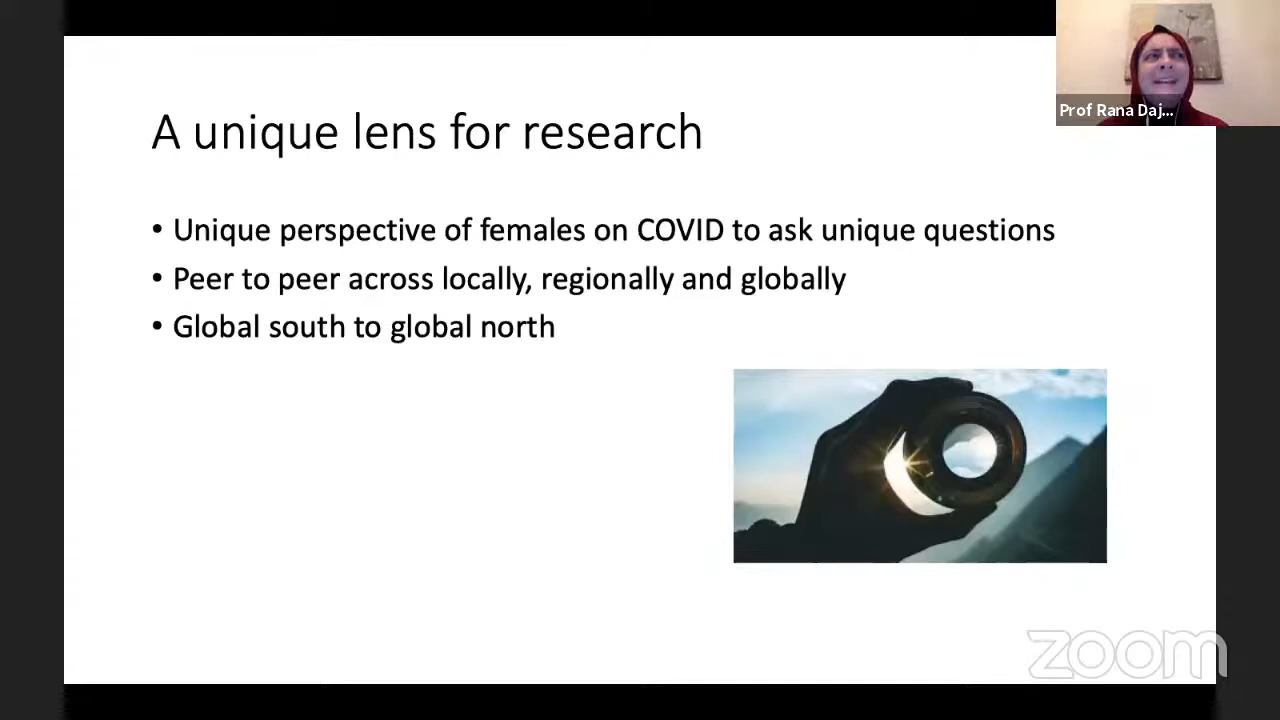 Prof Rana Daj...
A unique lens for research
• Unique perspective of females on COVID to ask unique questions
• Peer to peer across locally, regionally and globally
• Global south to global north
zoom